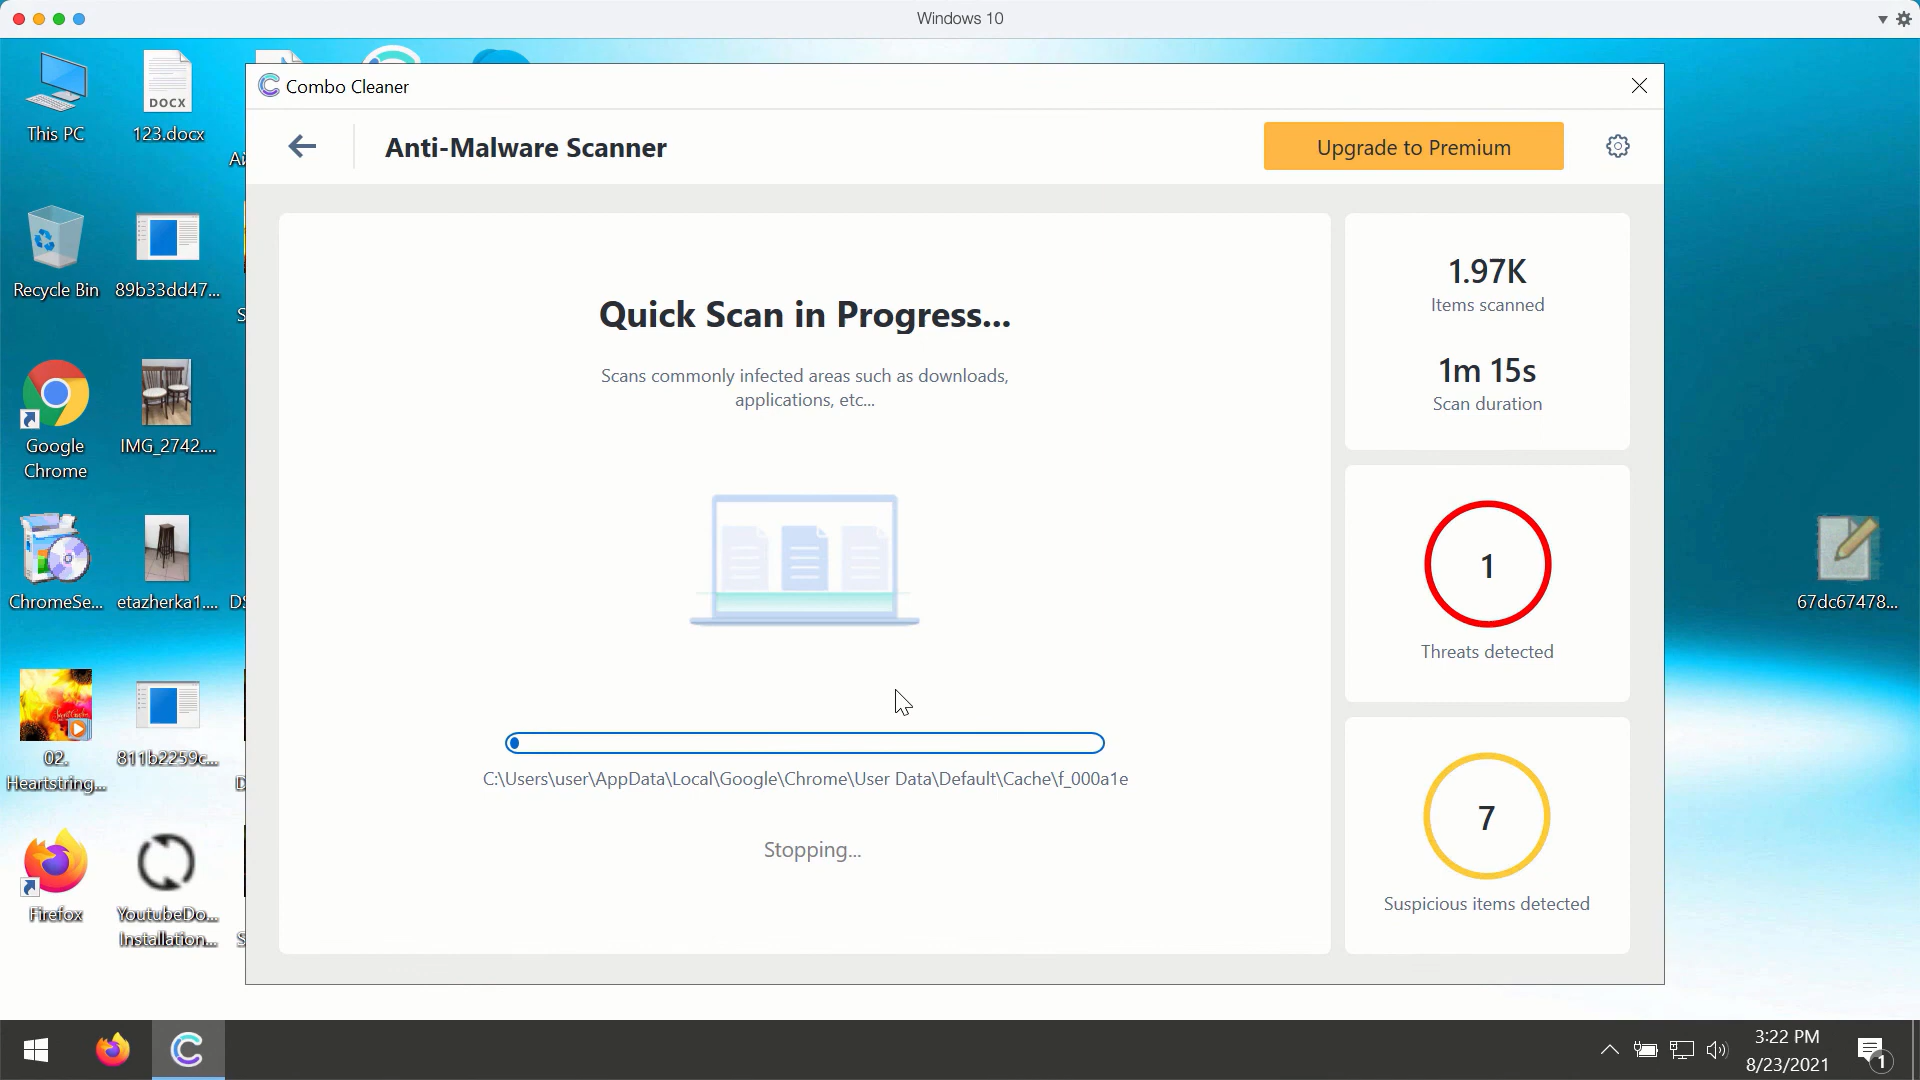 Windows 10
This PC
DOCX
123.docx
Recycle Bin
89b33dd47...
Google
Chrome
IMG_2742....
ChromeSe...
etazherka1....
02.
Heartstring...
811b2259c...
Firefox
YoutubeDo...
Installation...
Combo Cleaner
Anti-Malware Scanner
Upgrade to Premium
Quick Scan in Progress...
Scans commonly infected areas such as downloads,
applications, etc...
C:\Users\user\AppData\Local\Google\Chrome\User Data\Default\Cache\f_000a1e
Stopping...
1.97K
Items scanned
1m 15s
Scan duration
1
Threats detected
7
Suspicious items detected
67dc67478...
3:22 PM
8/23/2021
1